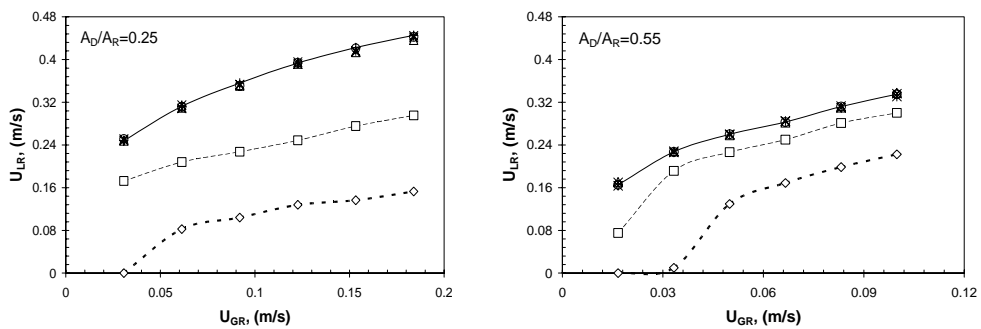 A_D/A_R=0.25
U_LR, (m/s)
0.48
0.4
0.32
0.24
0.16
0.08
0
0 0.05 0.1 0.15 0.2
U_GR, (m/s)
A_D/A_R=0.55
U_LR, (m/s)
0.48
0.4
0.32
0.24
0.16
0.08
0
0 0.03 0.06 0.09 0.12
U_GR, (m/s)